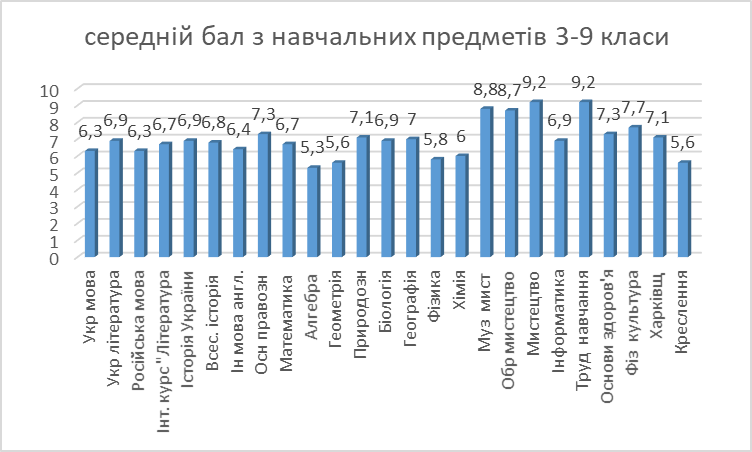 середній бал з навчальних предметів 3-9 класи
10
9
8
7
6
5
4
3
2
1
0
6,3
6,9
6,3
6,7
6,9
6,8
6,4
7,3
6,7
5,3
5,6
7,1
6,9
7
5,8
6
8,8
8,7
9,2
6,9
9,2
7,3
7,7
7,1
5,6
Укр мова
Укр література
Російська мова
Інт. курс "Література
Історія України
Всес. історія
Ін мова англ.
Осн правозн
Математика
Алгебра
Геометрія
Природозн
Біологія
Географія
Фізика
Хімія
Муз мист
Обр мистецтво
Мистецтво
Інформатика
Труд навчання
Основи здоров'я
Фіз культура
Харківщ
Креслення